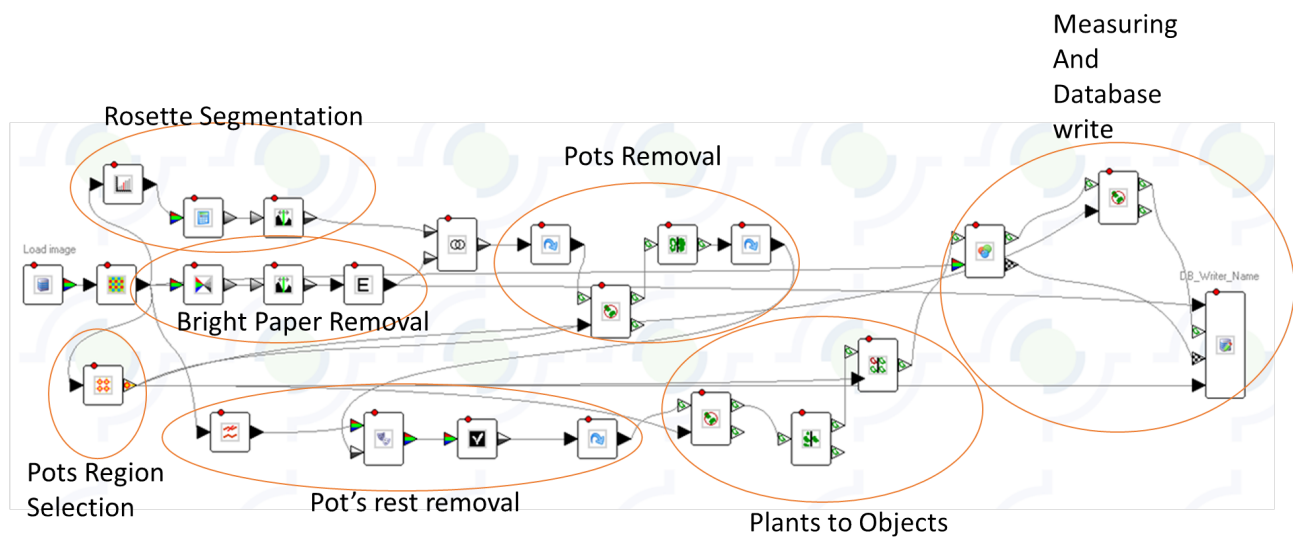 Measuring
And
Database
write
Rosette Segmentation
Pots Removal
Load image
DB_Writer_Name
E
Bright Paper Removal
Pots Region
Selection
Pot's rest removal
Plants to Objects